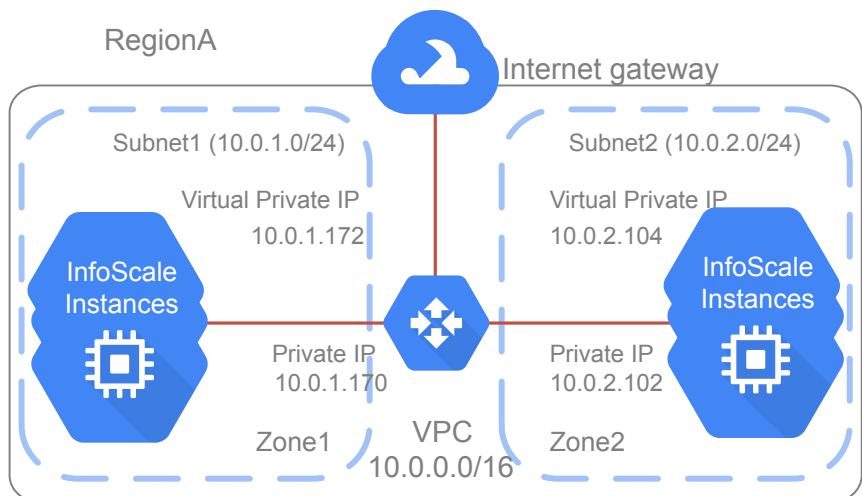 RegionA
Internet gateway
Subnet1 (10.0.1.0/24)
Virtual Private IP
10.0.1.172
InfoScale
Instances
Private IP
10.0.1.170
Zone1
VPC
10.0.0.0/16
Subnet2 (10.0.2.0/24)
Virtual Private IP
10.0.2.104
InfoScale
Instances
Private IP
10.0.2.102
Zone2